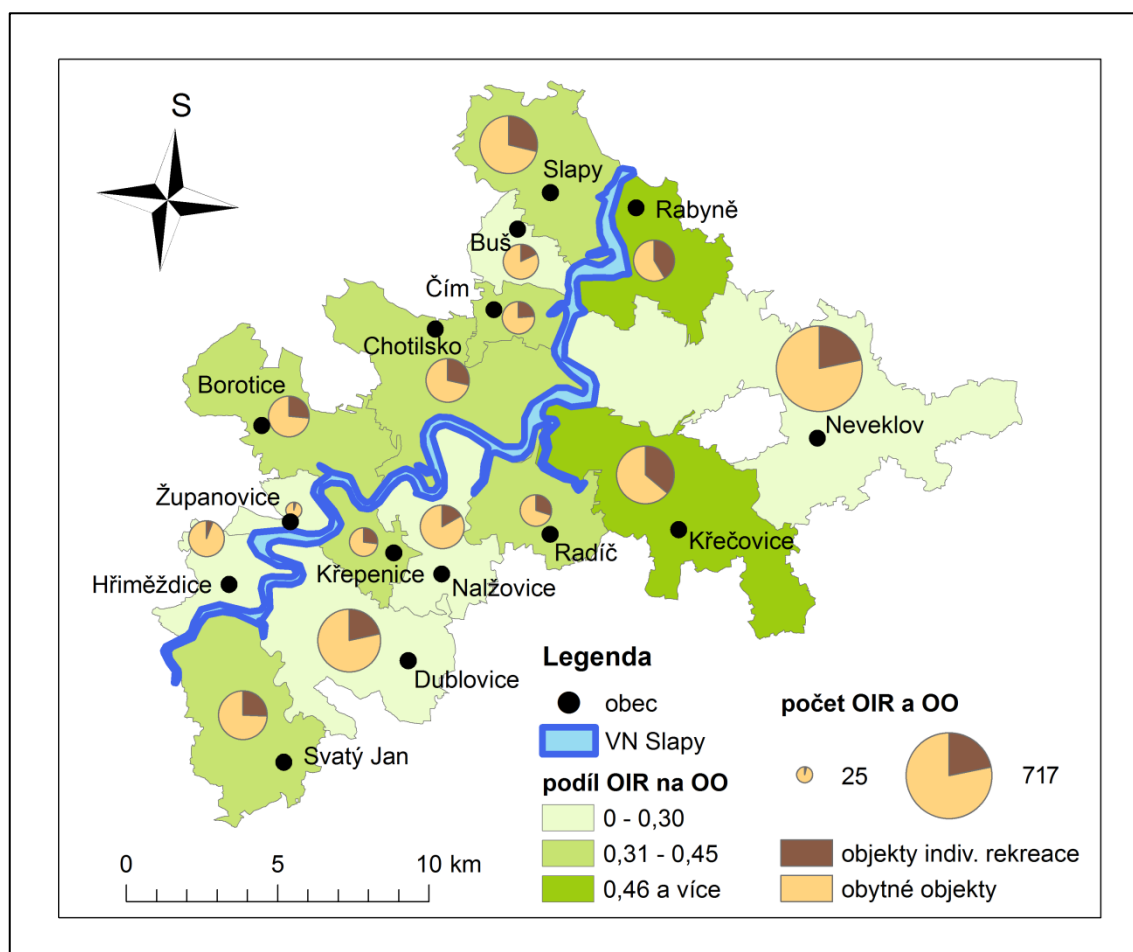 S
Slapy
Rabyně
Buš
Čím
Chotilsko
Borotice
Neveklov
Županovice
Křečovice
Radíč
Křepenice
Hřiměždice
Nalžovice
Dublovice
Svatý Jan
Legenda
obec
VN Slapy
podíl OIR na OO
0 - 0,30
0,31 - 0,45
0,46 a více
počet OIR a OO
25
717
objekty indiv. rekreace
obytné objekty
0 5 10 km